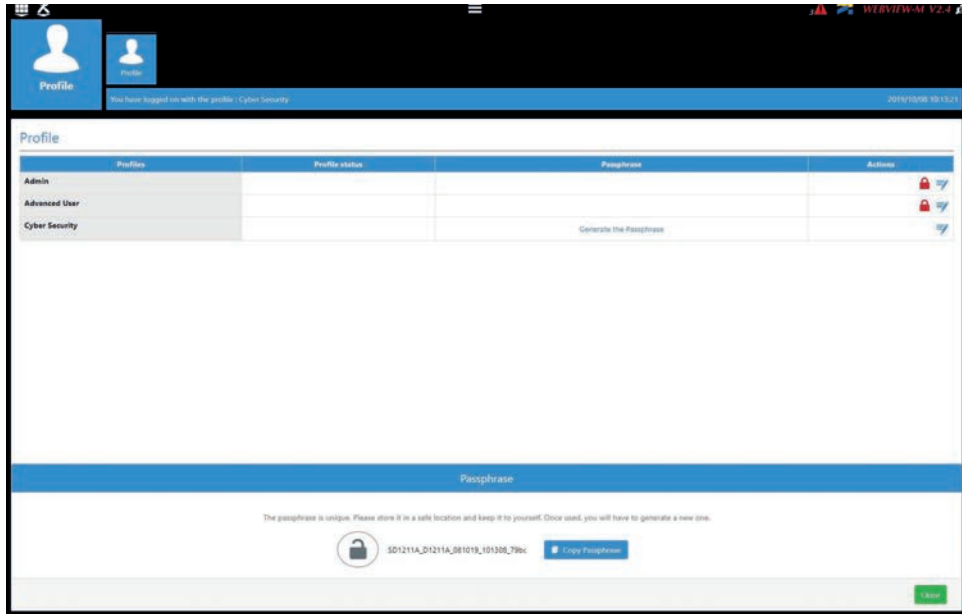 3 WEBVIEW-M V2.4
Profile
Profile
You have logged on with the profile : Cyber Security 2019/10/08 10:13:21
Profile
Profiles Profile status Passphrase Actions
Admin
Advanced User
Cyber Security Generate the Passphrase
Passphrase
The passphrase is unique. Please store it in a safe location and keep it to yourself. Once used, you will have to generate a new one.
SD1211A_D1211A_081019_101308_79bc Copy Passphrase
Close